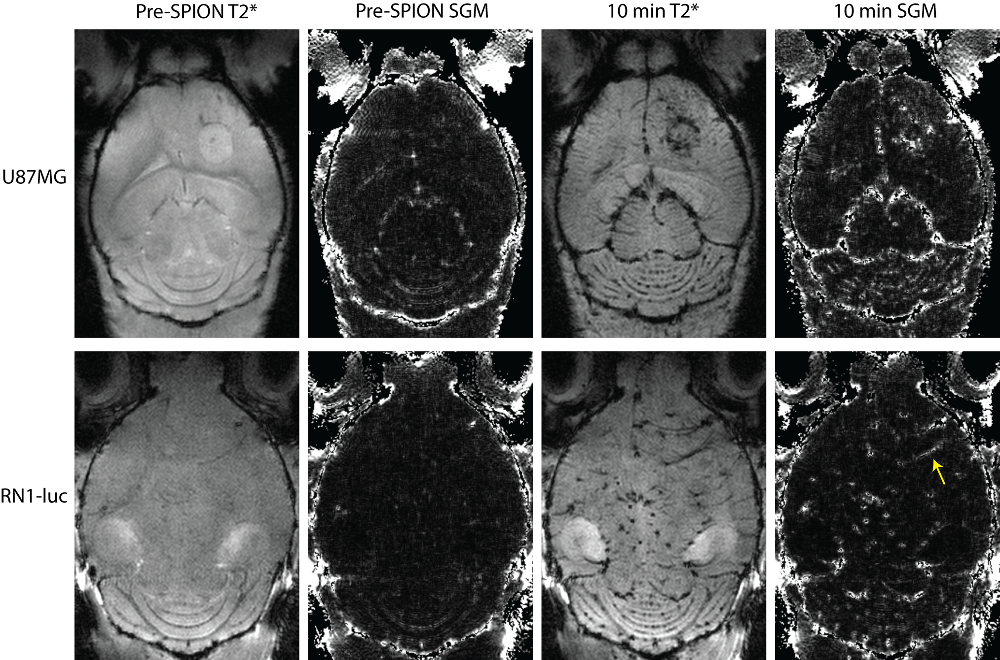 Pre-SPION T2*
Pre-SPION SGM
10 min T2*
10 min SGM
U87MG
RN1-luc